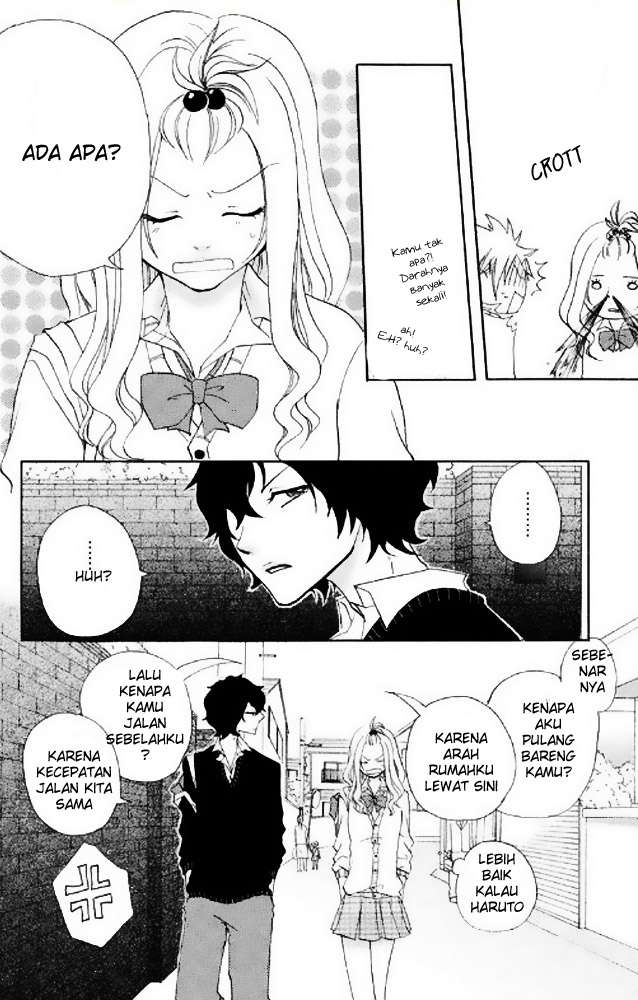 CROTT
Kamu tak
apa?!
Darahnya
banyak
sekali!
ah!
E-H? huh?
ADA APA?
......
......
HUH?
SEBE-
NAR
NYA
KENAPA
AKU
PULANG
BARENG
KAMU?
KARENA
ARAH
RUMAHKU
LEWAT SINI
LEBIH
BAIK
KALAU
HARUTO
LALU
KENAPA
KAMU
JALAN
SEBELAHKU
?
KARENA
KECEPATAN
JALAN KITA
SAMA